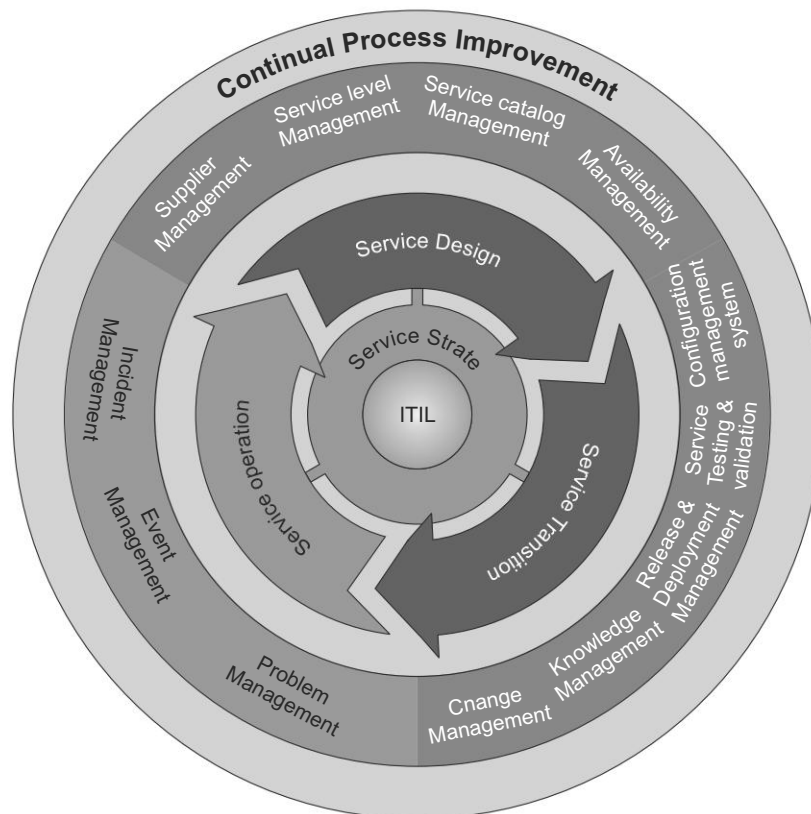 Continual Process Improvement
Supplier
Management
Service level
Management
Service catalog
Management
Availability
Management
Configuration
management
system
Service
Testing &
validation
Release &
Deployment
Management
Knowledge
Management
Cnange
Management
Problem
Management
Event
Management
Incident
Management
Service Design
Service Transition
Service operation
Service Strate
ITIL